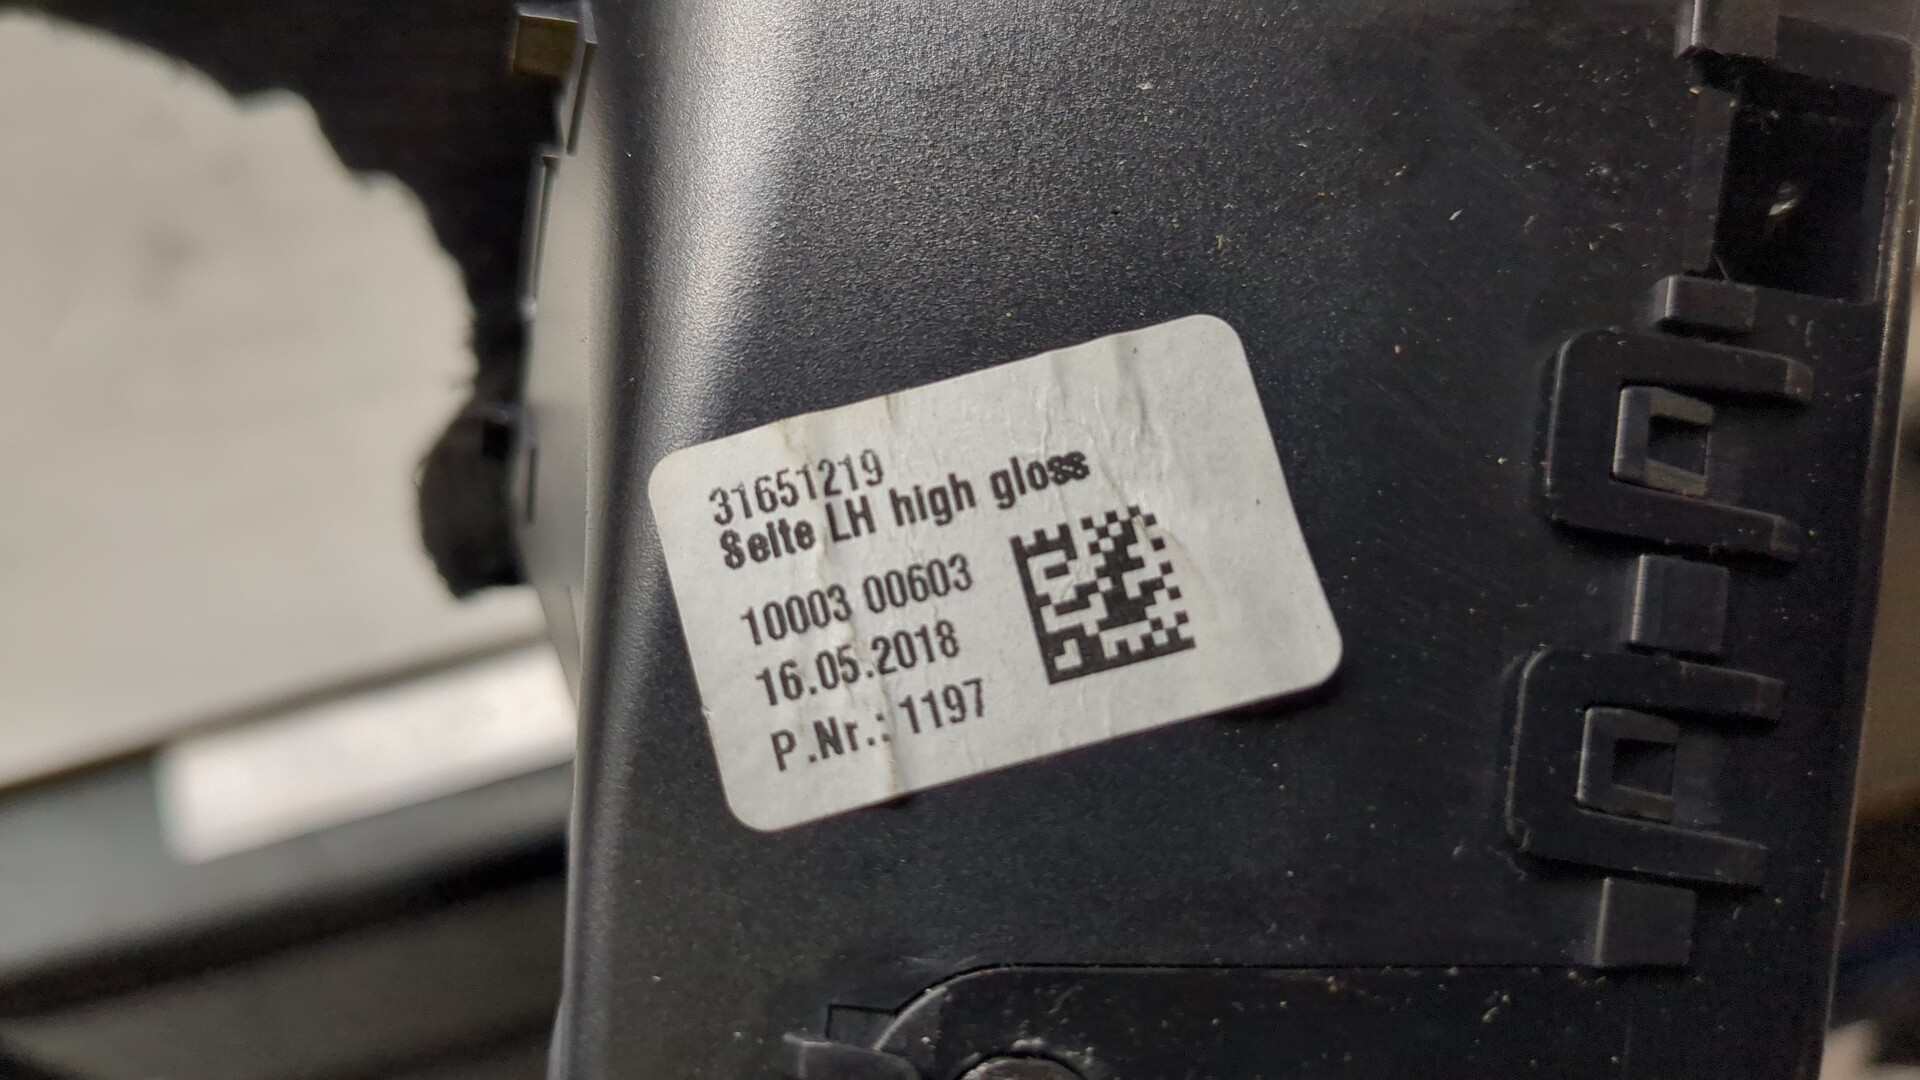 31651219
Seite LH high gloss
10003 00603
16.05.2018
P.Nr.: 1197